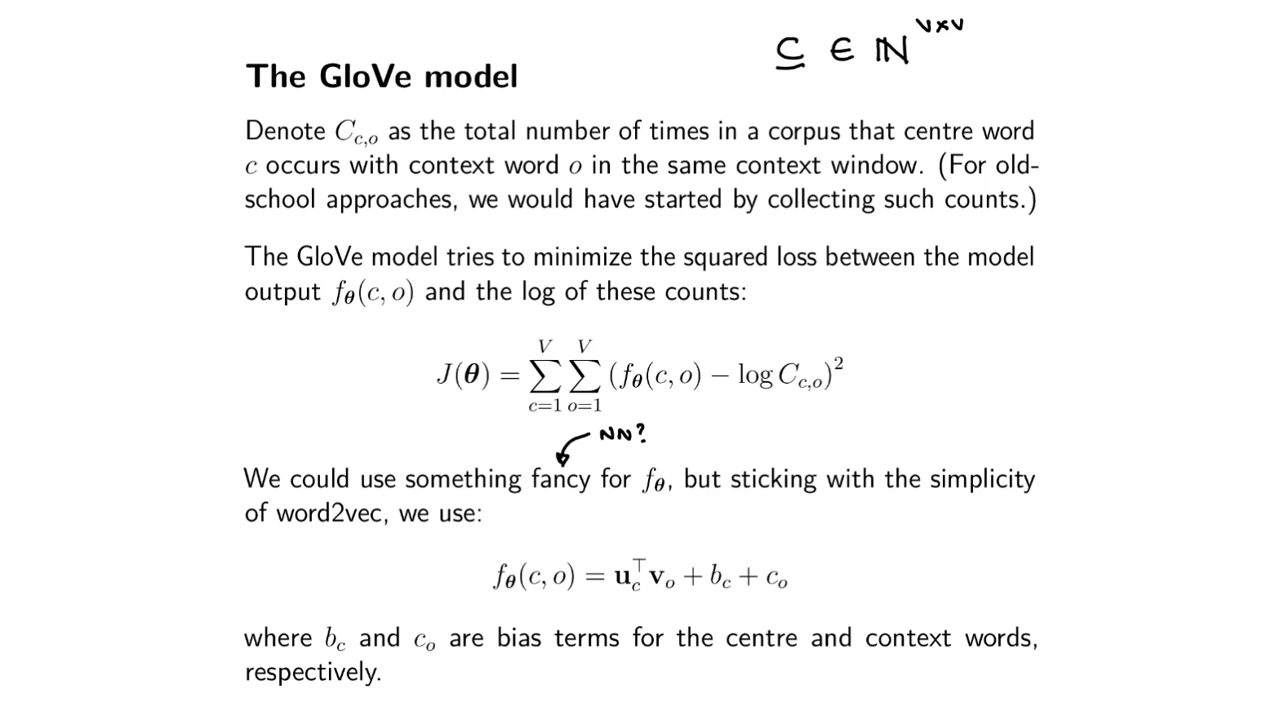 C ∈ ℕ^{V×V}
The GloVe model
Denote C_{c,o} as the total number of times in a corpus that centre word
c occurs with context word o in the same context window. (For old-
school approaches, we would have started by collecting such counts.)
The GloVe model tries to minimize the squared loss between the model
output f_θ(c, o) and the log of these counts:
J(θ) = ∑_{c=1}^{V} ∑_{o=1}^{V} (f_θ(c, o) − log C_{c,o})²
NN?
We could use something fancy for f_θ, but sticking with the simplicity
of word2vec, we use:
f_θ(c, o) = u_c^⊤ v_o + b_c + c_o
where b_c and c_o are bias terms for the centre and context words,
respectively.